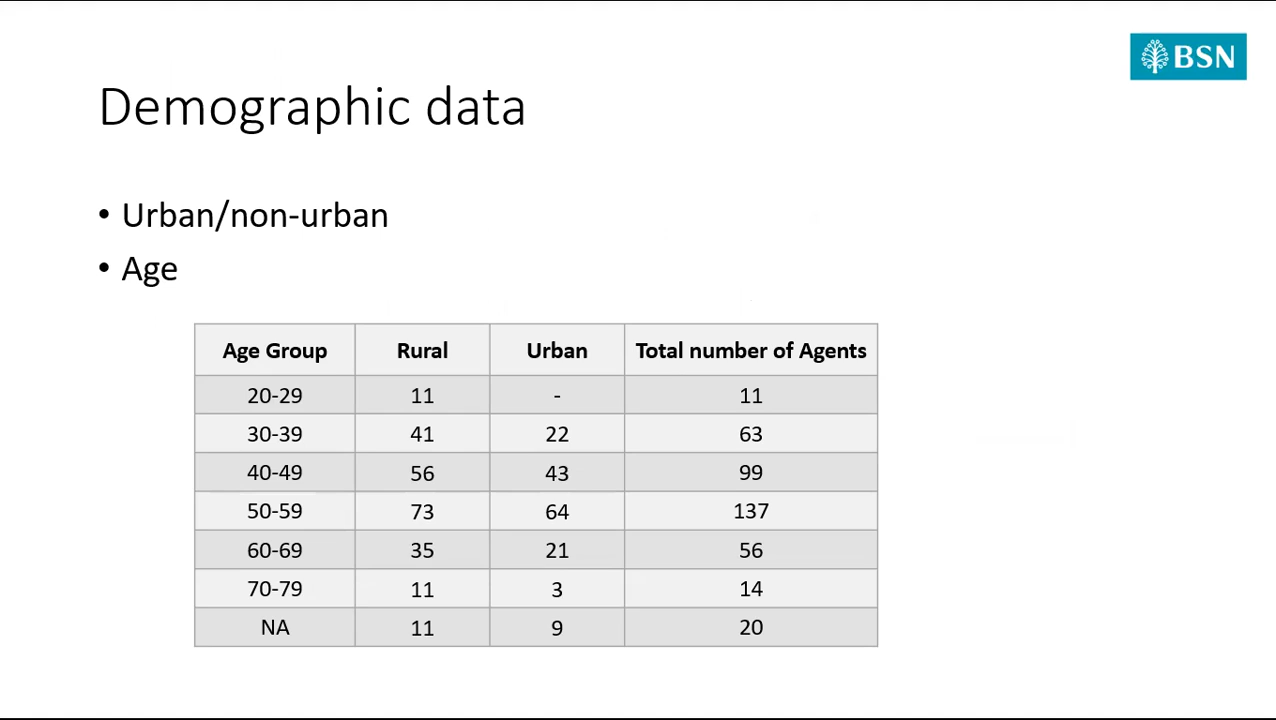 BSN
Demographic data
• Urban/non-urban
• Age
Age Group Rural Urban Total number of Agents
20-29 11 - 11
30-39 41 22 63
40-49 56 43 99
50-59 73 64 137
60-69 35 21 56
70-79 11 3 14
NA 11 9 20